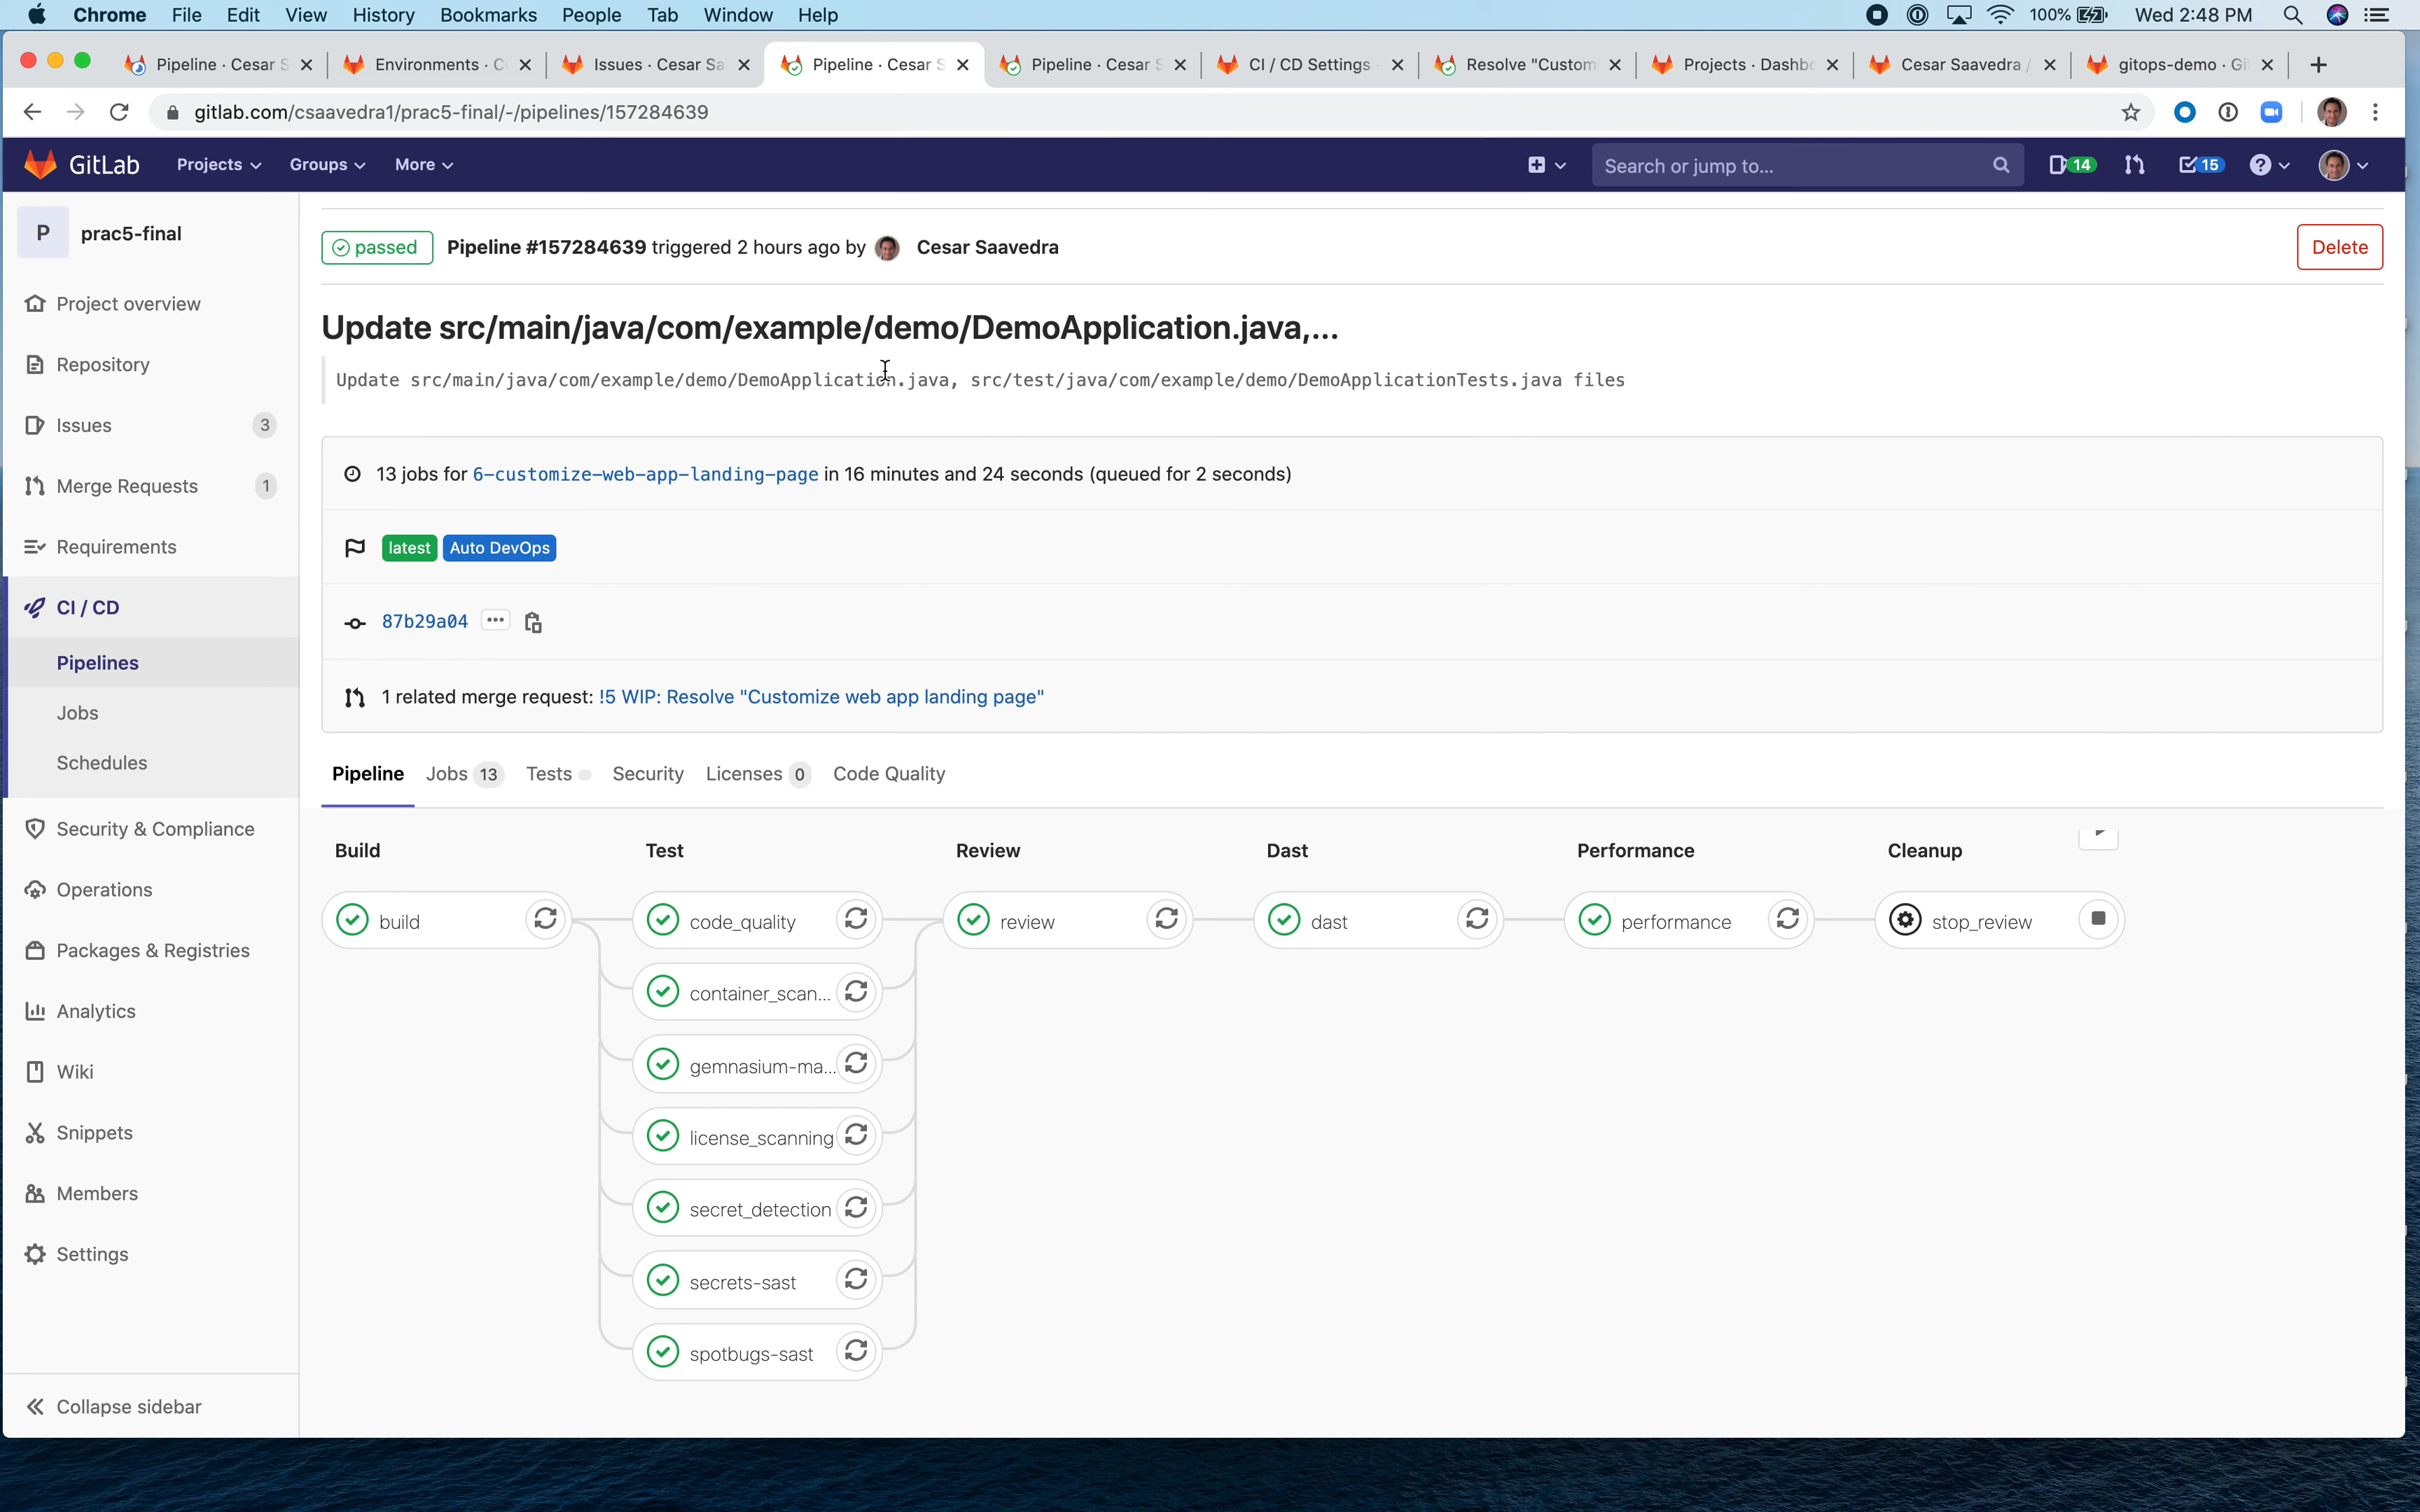 Chrome File Edit View History Bookmarks People Tab Window Help 100% Wed 2:48 PM
Pipeline · Cesar S Environments · C Issues · Cesar Sa Pipeline · Cesar S Pipeline · Cesar S CI / CD Settings · Resolve "Custom Projects · Dashbo Cesar Saavedra / gitops-demo · Git
gitlab.com/csaavedra1/prac5-final/-/pipelines/157284639
GitLab Projects Groups More Search or jump to... 14 15
P prac5-final
Project overview
Repository
Issues 3
Merge Requests 1
Requirements
CI / CD
Pipelines
Jobs
Schedules
Security & Compliance
Operations
Packages & Registries
Analytics
Wiki
Snippets
Members
Settings
Collapse sidebar
passed Pipeline #157284639 triggered 2 hours ago by Cesar Saavedra Delete
Update src/main/java/com/example/demo/DemoApplication.java,...
Update src/main/java/com/example/demo/DemoApplication.java, src/test/java/com/example/demo/DemoApplicationTests.java files
13 jobs for 6-customize-web-app-landing-page in 16 minutes and 24 seconds (queued for 2 seconds)
latest Auto DevOps
87b29a04 ...
1 related merge request: !5 WIP: Resolve "Customize web app landing page"
Pipeline Jobs 13 Tests Security Licenses 0 Code Quality
Build Test Review Dast Performance Cleanup
build code_quality review dast performance stop_review
container_scan...
gemnasium-ma...
license_scanning
secret_detection
secrets-sast
spotbugs-sast